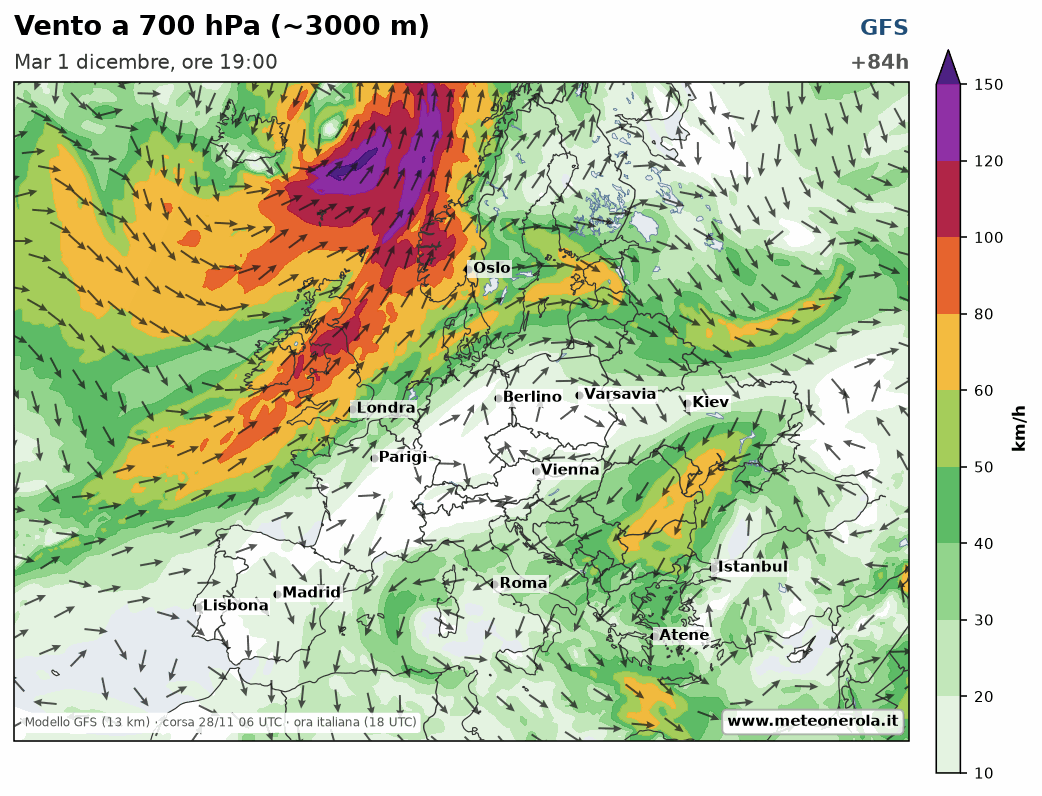 Vento a 700 hPa (~3000 m)
GFS
Mar 1 dicembre, ore 19:00
+84h
150
120
100
80
60
50
40
30
20
10
km/h
Oslo
Berlino
Varsavia
Kiev
Londra
Parigi
Vienna
Istanbul
Roma
Madrid
Lisbona
Atene
Modello GFS (13 km) · corsa 28/11 06 UTC · ora italiana (18 UTC)
www.meteonerola.it